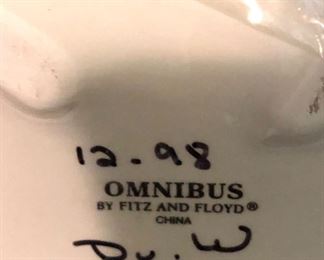 12-98
OMNIBUS
BY FITZ AND FLOYD®
CHINA